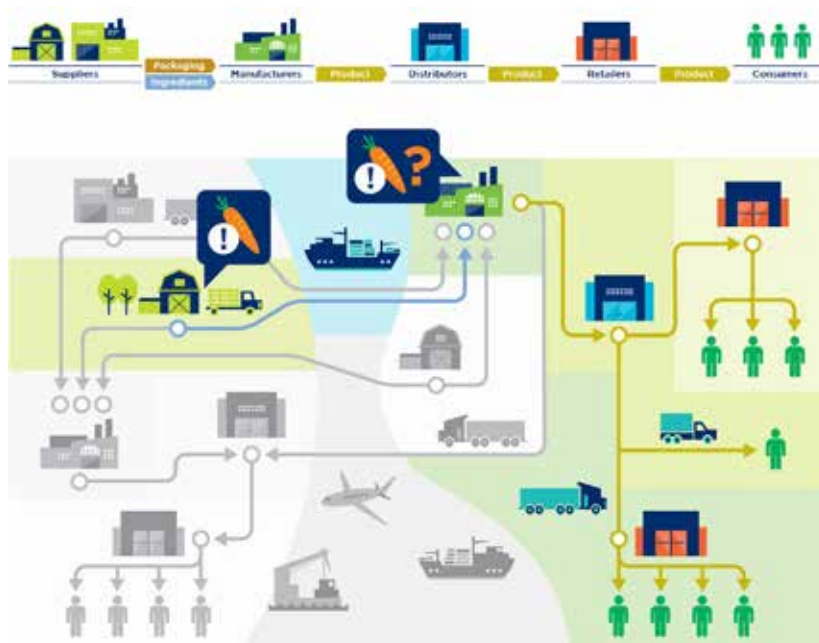 Packaging
Suppliers Manufacturers Product Distributors Product Retailers Product Consumers
Ingredients
! ?
!